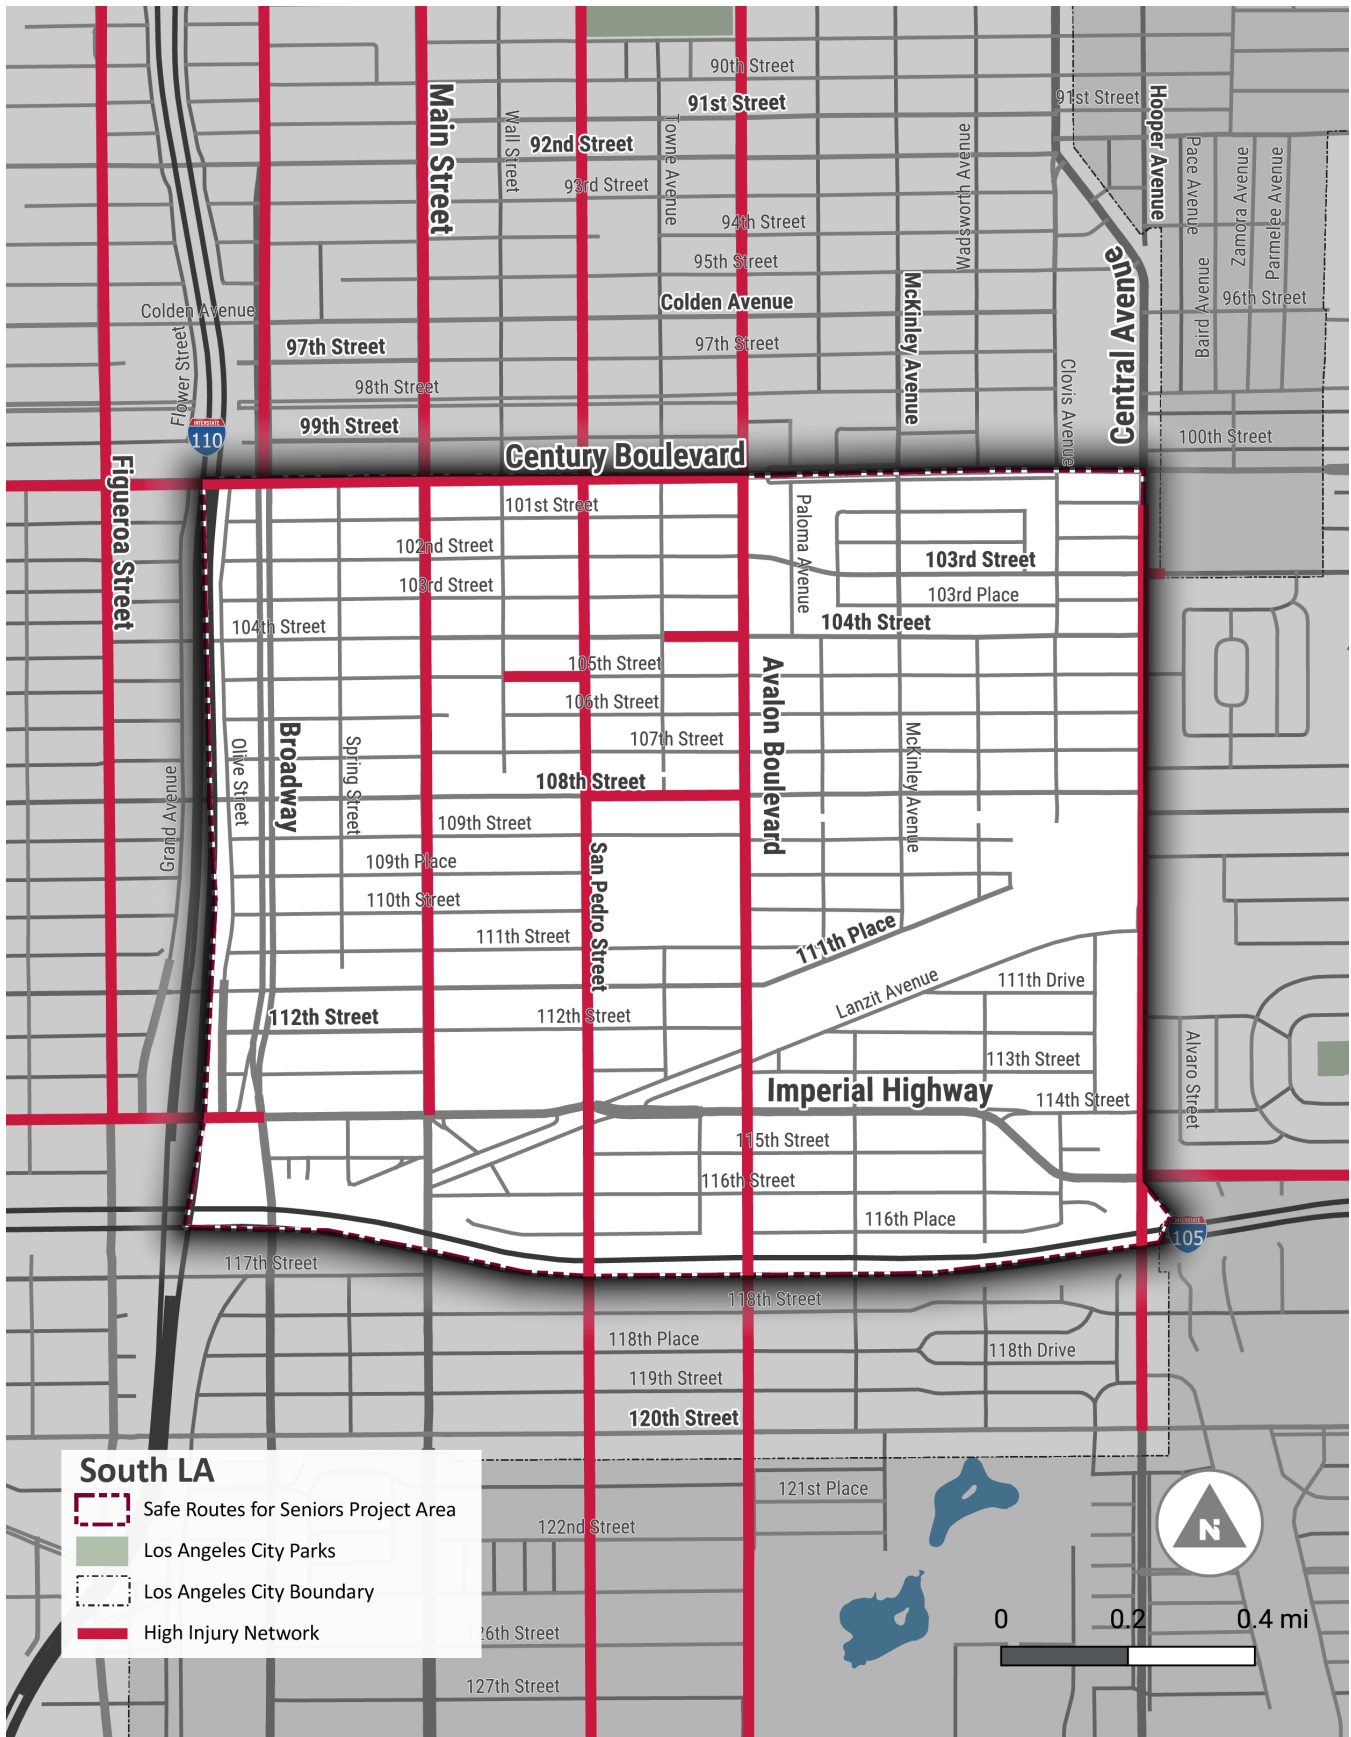 90th Street
91st Street
91st Street
Main Street
Wall Street
92nd Street
Towne Avenue
Hooper Avenue
93rd Street
Wadsworth Avenue
Pace Avenue
Zamora Avenue
Parmelee Avenue
94th Street
95th Street
Colden Avenue
Colden Avenue
McKinley Avenue
Central Avenue
Baird Avenue
96th Street
Flower Street
97th Street
97th Street
98th Street
Clovis Avenue
99th Street
INTERSTATE
110
100th Street
Century Boulevard
Figueroa Street
101st Street
Paloma Avenue
102nd Street
103rd Street
103rd Street
103rd Place
104th Street
104th Street
105th Street
Avalon Boulevard
106th Street
Broadway
Olive Street
Spring Street
107th Street
McKinley Avenue
Grand Avenue
108th Street
109th Street
San Pedro Street
109th Place
110th Street
111th Street
111th Place
Lanzit Avenue
111th Drive
112th Street
112th Street
113th Street
Alvaro Street
Imperial Highway
114th Street
115th Street
116th Street
116th Place
INTERSTATE
105
117th Street
118th Street
118th Place
118th Drive
119th Street
120th Street
121st Place
122nd Street
126th Street
127th Street
South LA
Safe Routes for Seniors Project Area
Los Angeles City Parks
Los Angeles City Boundary
High Injury Network
N
0 0.2 0.4 mi